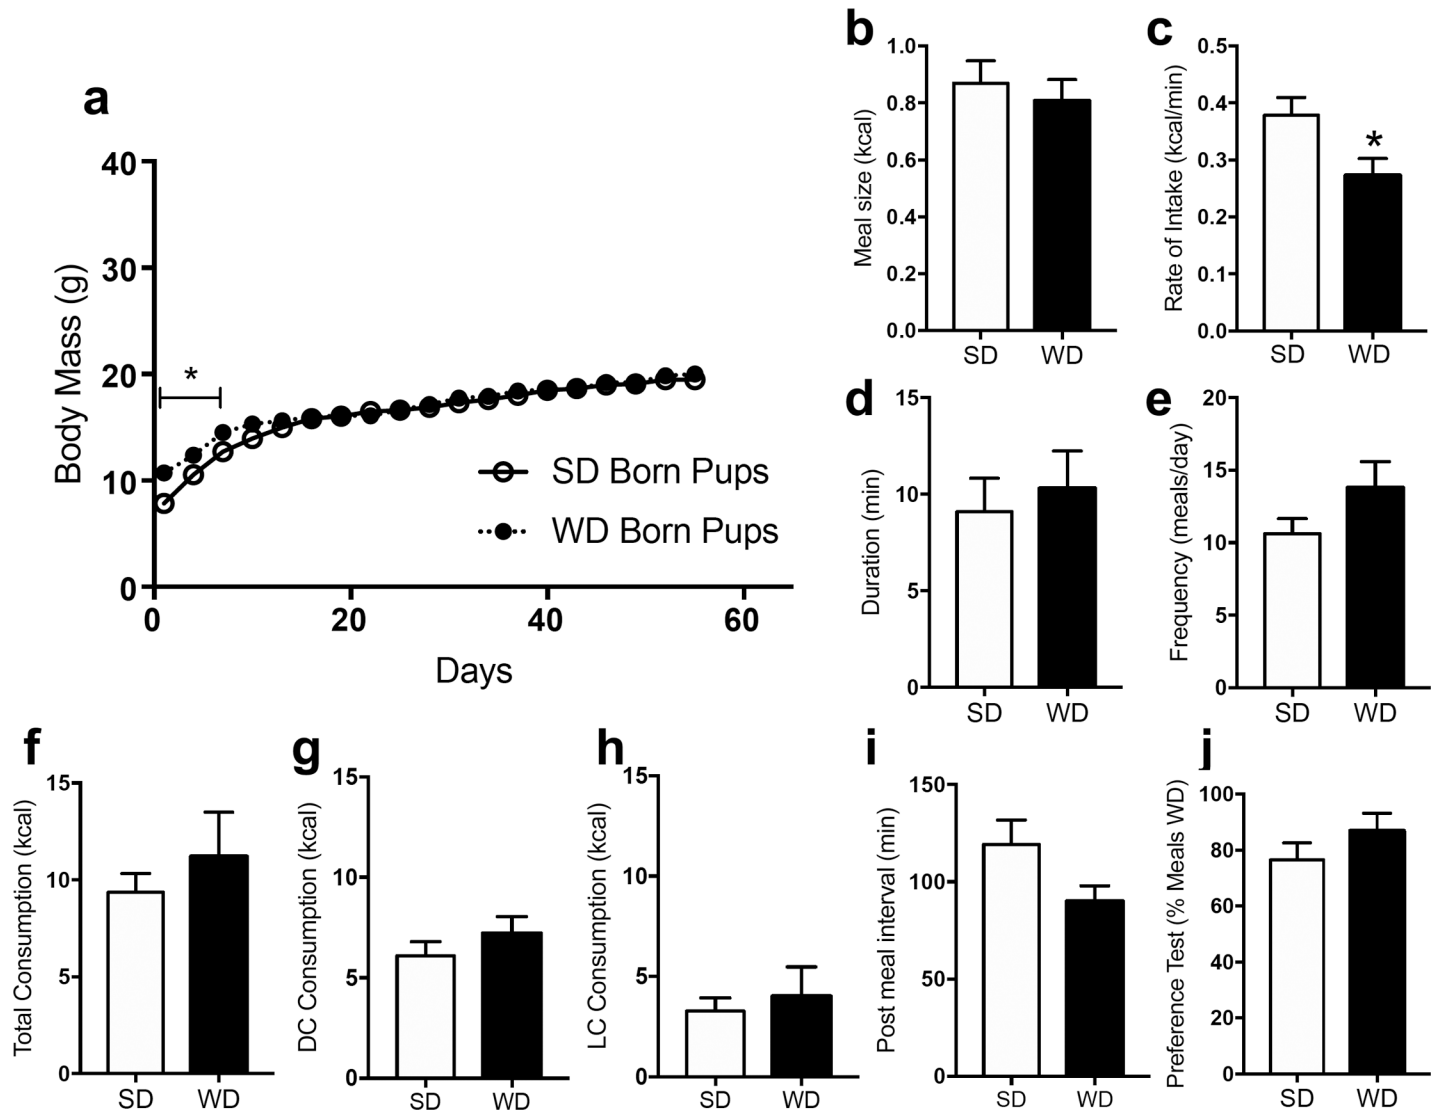 a
Body Mass (g)
40
30
20
10
0
*
SD Born Pups
WD Born Pups
0 20 40 60
Days
b
Meal size (kcal)
1.0
0.8
0.6
0.4
0.2
0.0
SD WD
c
Rate of Intake (kcal/min)
0.5
0.4
0.3
0.2
0.1
0.0
*
SD WD
d
Duration (min)
15
10
5
0
SD WD
e
Frequency (meals/day)
20
15
10
5
0
SD WD
f
Total Consumption (kcal)
15
10
5
0
SD WD
g
DC Consumption (kcal)
15
10
5
0
SD WD
h
LC Consumption (kcal)
15
10
5
0
SD WD
i
Post meal interval (min)
150
100
50
0
SD WD
j
Preference Test (% Meals WD)
100
80
60
40
20
0
SD WD